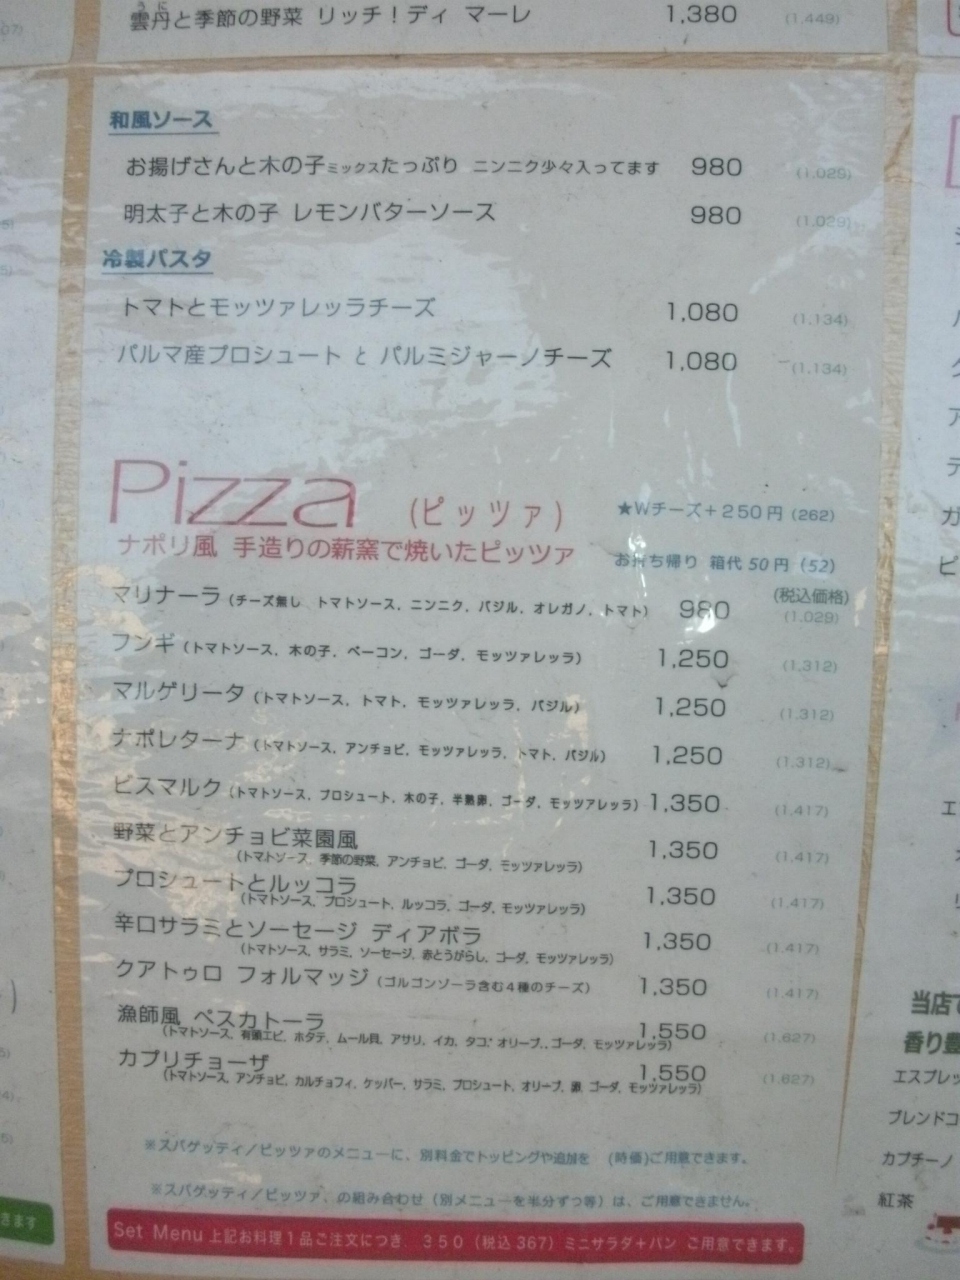 うに
雲丹と季節の野菜 リッチ！ディ マーレ 1,380 (1,449)
和風ソース
お揚げさんと木の子ミックスたっぷり ニンニク少々入ってます 980 (1,029)
明太子と木の子 レモンバターソース 980 (1,029)
冷製パスタ
トマトとモッツァレッラチーズ 1,080 (1,134)
パルマ産プロシュート と パルミジャーノチーズ 1,080 (1,134)
Pizza (ピッツァ) ★Wチーズ＋250円 (262)
ナポリ風 手造りの薪窯で焼いたピッツァ お持ち帰り 箱代 50円 (52)
(税込価格)
マリナーラ (チーズ無し トマトソース, ニンニク, バジル, オレガノ, トマト) 980 (1.029)
フンギ (トマトソース, 木の子, ベーコン, ゴーダ, モッツァレッラ) 1,250 (1,312)
マルゲリータ (トマトソース, トマト, モッツァレッラ, バジル) 1,250 (1.312)
ナポレターナ (トマトソース, アンチョビ, モッツァレッラ, トマト, バジル) 1,250 (1.312)
ビスマルク (トマトソース, プロシュート, 木の子, 半熟卵, ゴーダ, モッツァレッラ) 1,350 (1.417)
野菜とアンチョビ菜園風 1,350 (1.417)
(トマトソース, 季節の野菜, アンチョビ, ゴーダ, モッツァレッラ)
プロシュートとルッコラ 1,350 (1.417)
(トマトソース, プロシュート, ルッコラ, ゴーダ, モッツァレッラ)
辛口サラミとソーセージ ディアボラ 1,350 (1.417)
(トマトソース, サラミ, ソーセージ, 赤とうがらし, ゴーダ, モッツァレッラ)
クアトゥロ フォルマッジ (ゴルゴンゾーラ含む4種のチーズ) 1,350 (1.417)
漁師風 ペスカトーラ 1,550 (1,627)
(トマトソース, 有頭エビ, ホタテ, ムール貝, アサリ, イカ, タコ, オリーブ,, ゴーダ, モッツァレッラ)
カプリチョーザ 1,550 (1.627)
(トマトソース, アンチョビ, カルチョフィ, ケッパー, サラミ, プロシュート, オリーブ, 卵, ゴーダ, モッツァレッラ)
※スパゲッティ／ピッツァのメニューに、別料金でトッピングや追加を (時価)ご用意できます。
※スパゲッティ／ピッツァ、の組み合わせ（別メニューを半分ずつ等）は、ご用意できません。
Set Menu 上記お料理1品ご注文につき、350（税込367）ミニサラダ＋パン ご用意できます。
きます
当店で
香り豊
エスプレッ
ブレンドコ
カプチーノ
紅茶